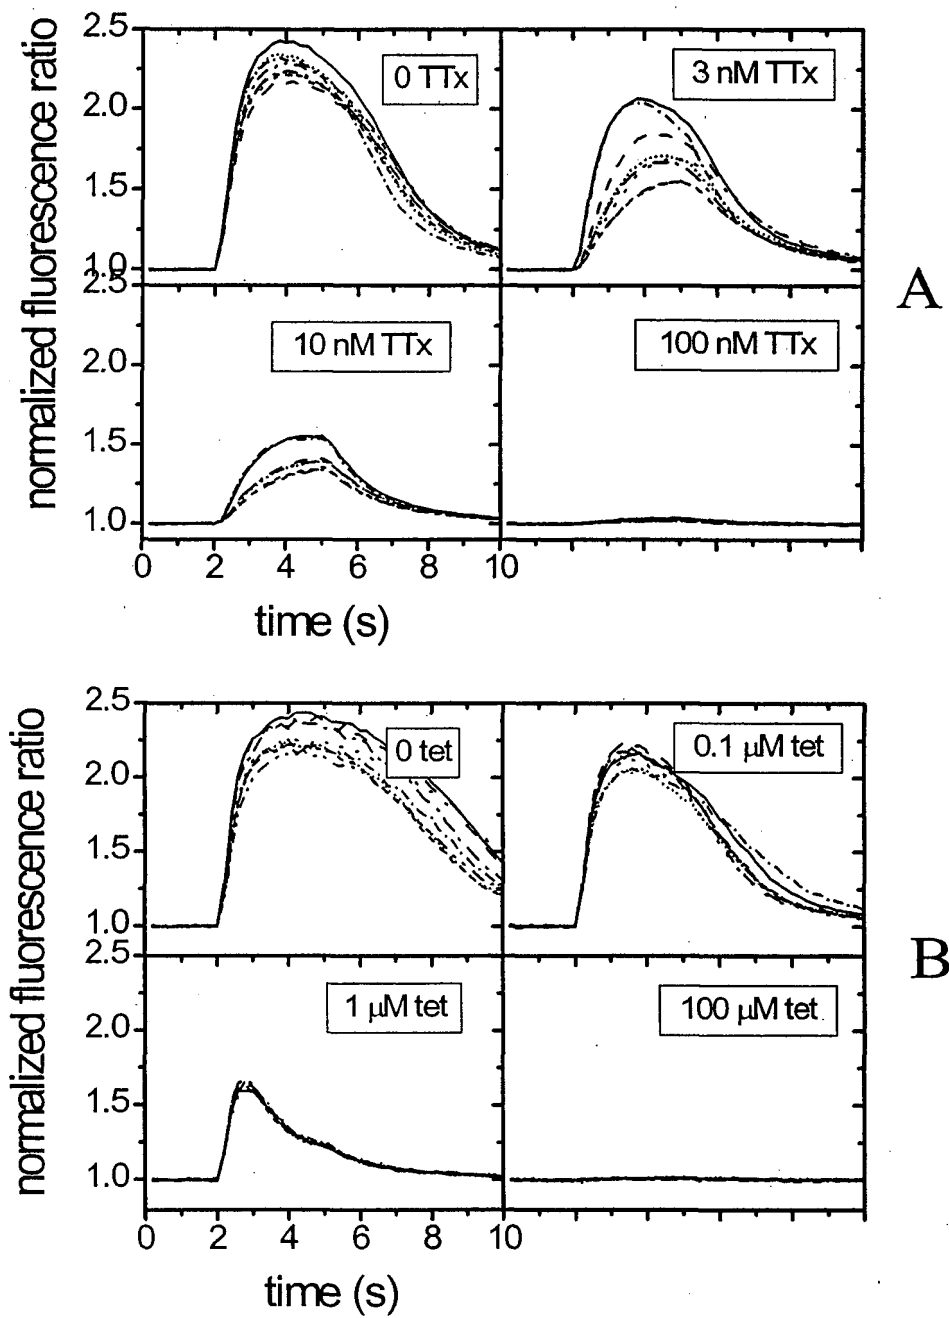 normalized fluorescence ratio
2.5
2.0
1.5
1.0
0 TTx
3 nM TTx
A
2.5
2.0
1.5
1.0
10 nM TTx
100 nM TTx
0 2 4 6 8 10
time (s)
normalized fluorescence ratio
2.5
2.0
1.5
1.0
0 tet
0.1 μM tet
B
2.5
2.0
1.5
1.0
1 μM tet
100 μM tet
0 2 4 6 8 10
time (s)